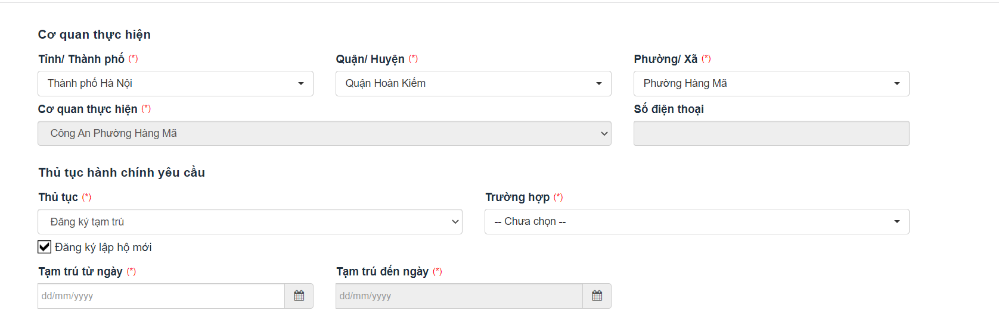 Cơ quan thực hiện
Tỉnh/ Thành phố (*) Quận/ Huyện (*) Phường/ Xã (*)
Thành phố Hà Nội Quận Hoàn Kiếm Phường Hàng Mã
Cơ quan thực hiện (*) Số điện thoại
Công An Phường Hàng Mã
Thủ tục hành chính yêu cầu
Thủ tục (*) Trường hợp (*)
Đăng ký tạm trú -- Chưa chọn --
Đăng ký lập hộ mới
Tạm trú từ ngày (*) Tạm trú đến ngày (*)
dd/mm/yyyy dd/mm/yyyy